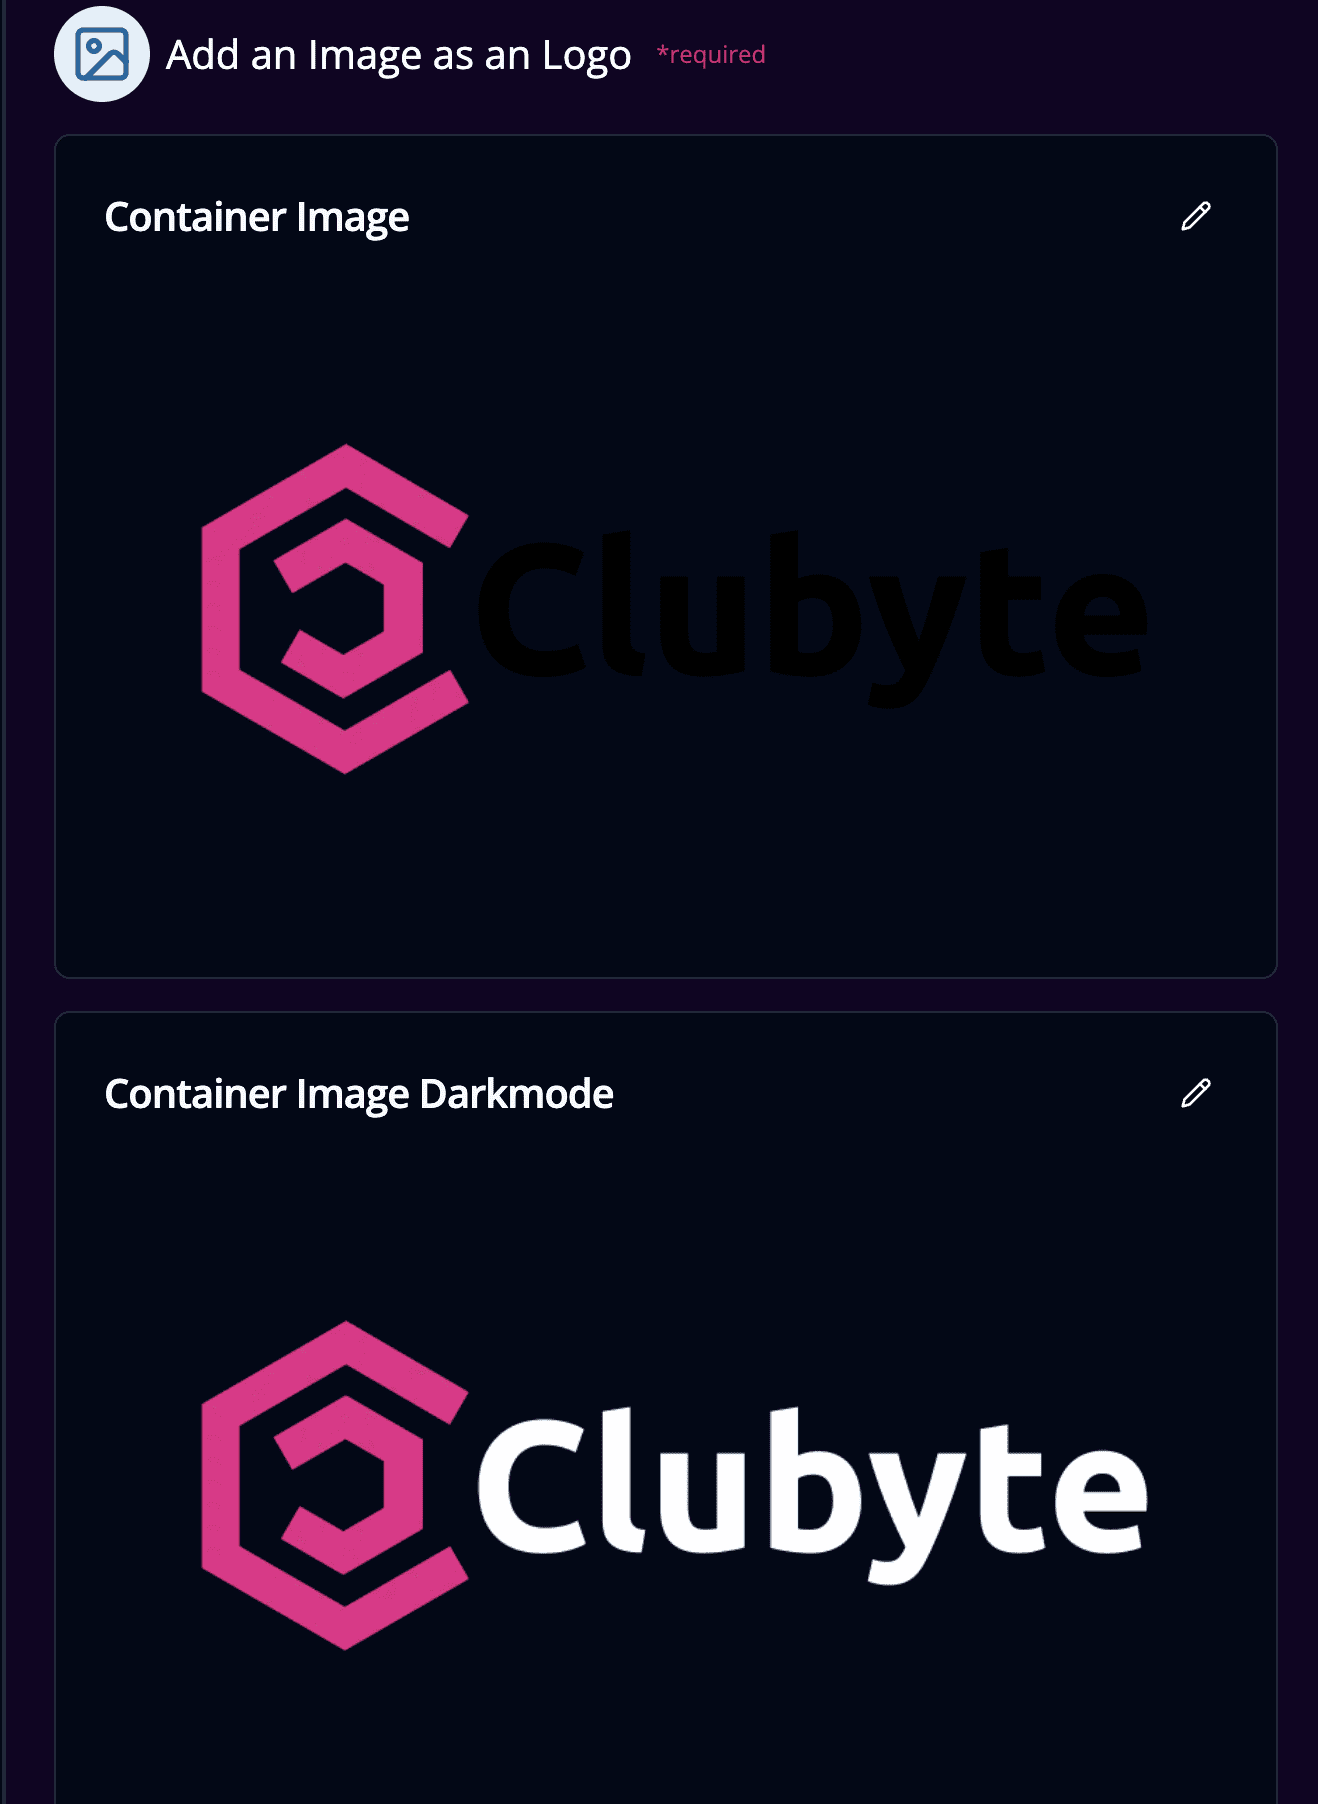 Add an Image as an Logo *required
Container Image
Clubyte
Container Image Darkmode
Clubyte